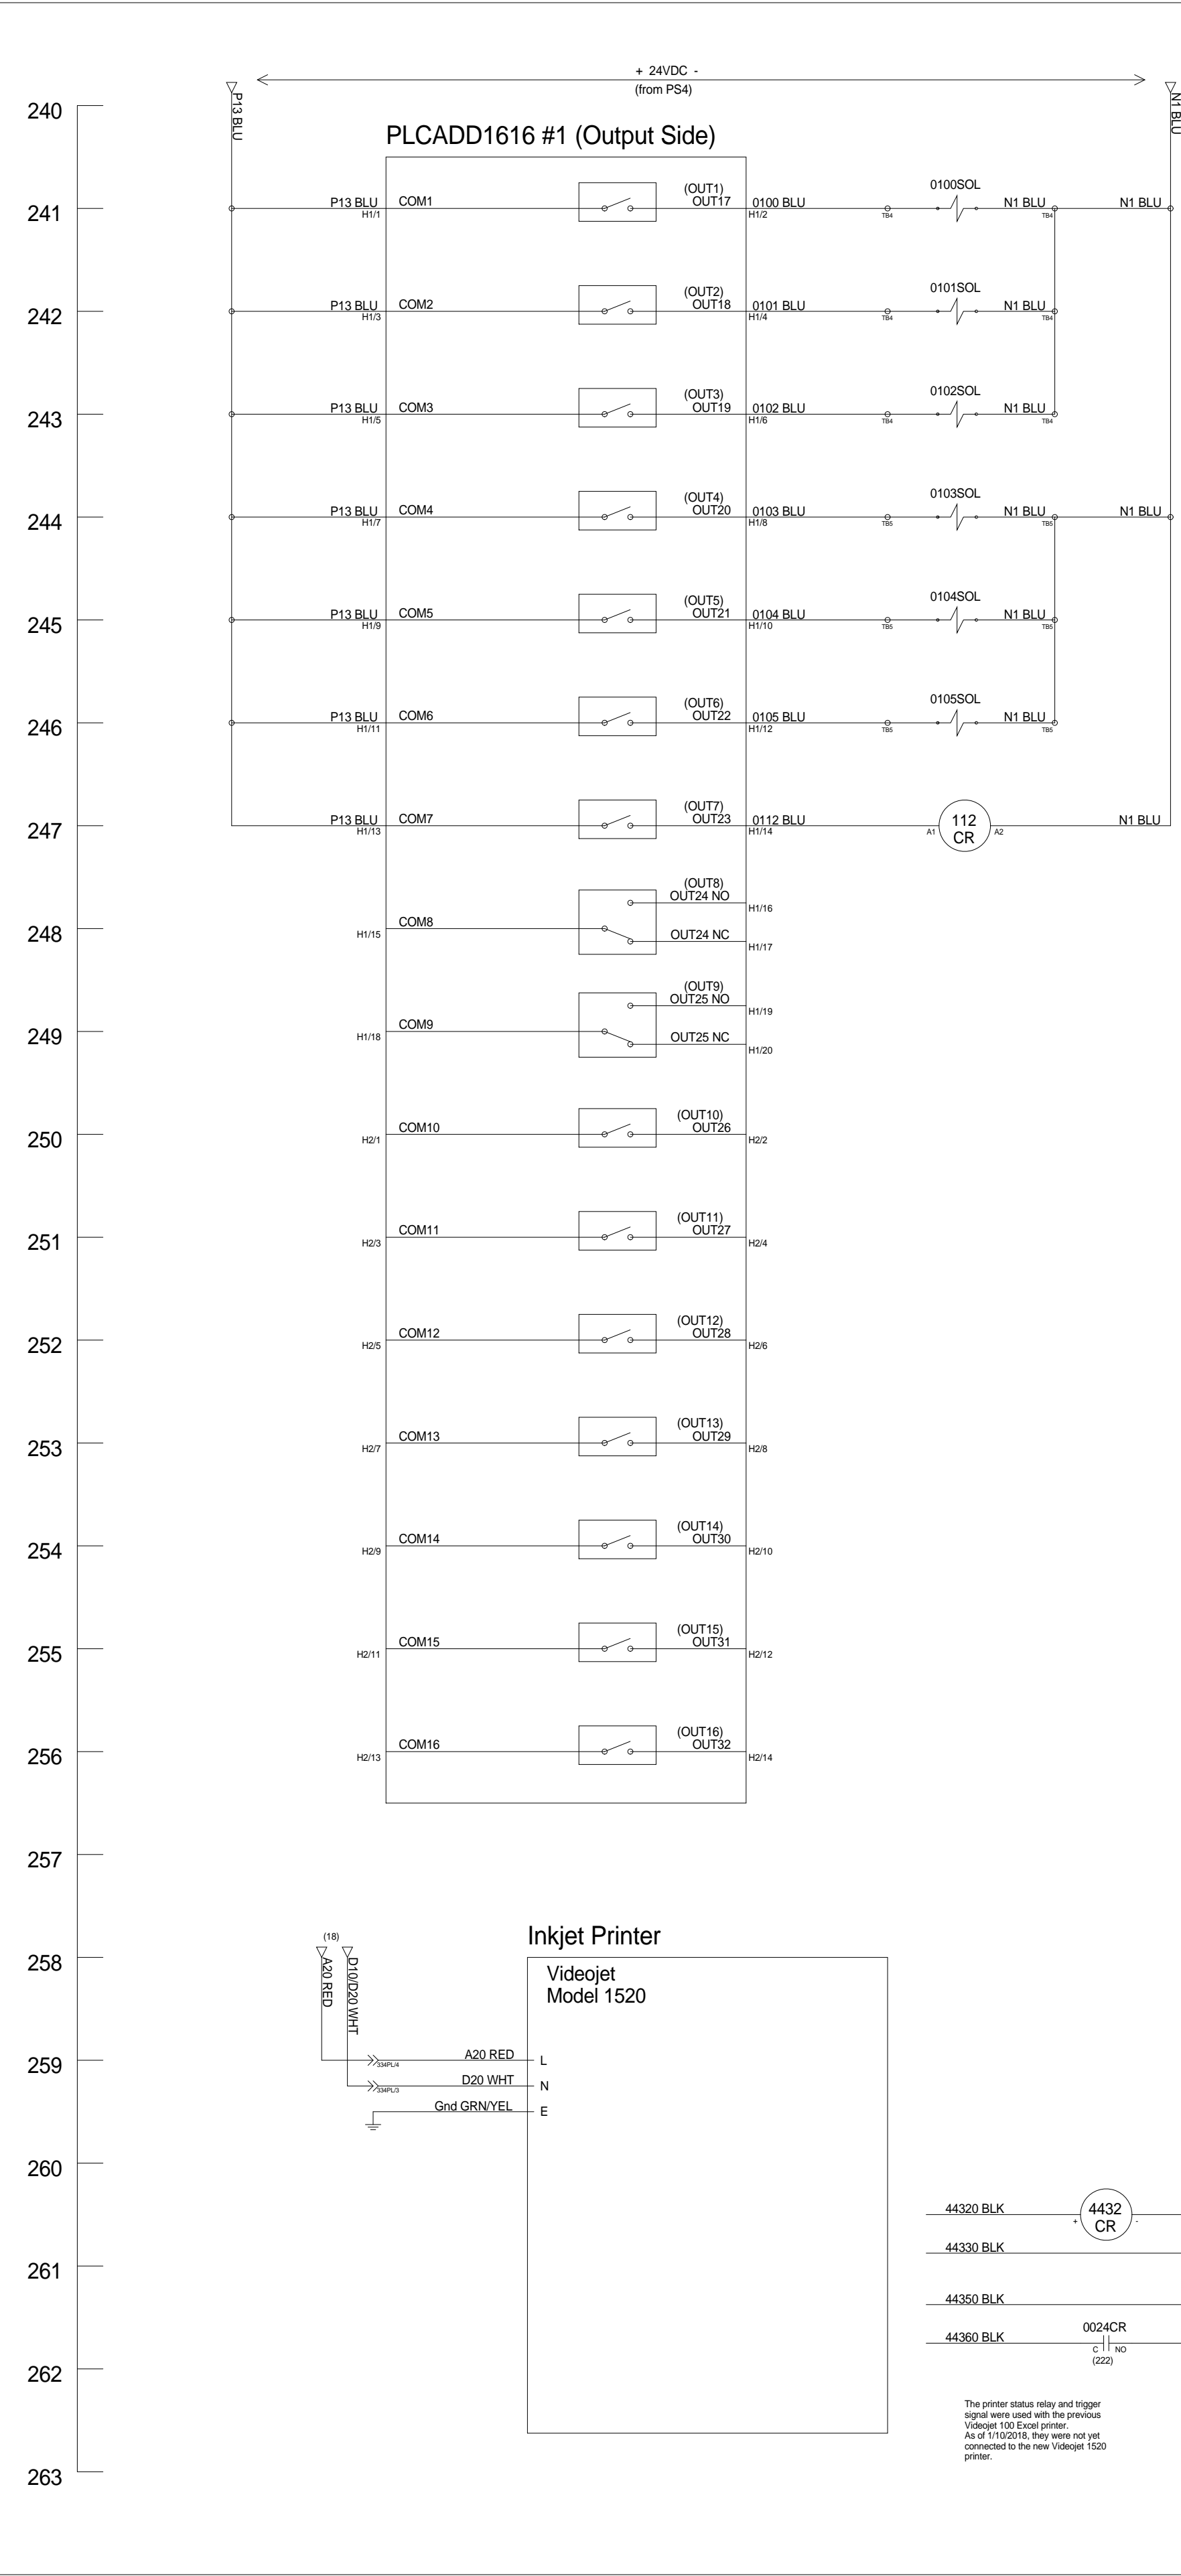 + 24VDC -
(from PS4)
P13 BLU
N1 BLU
240
PLCADD1616 #1 (Output Side)
241
P13 BLU
H1/1
COM1
(OUT1)
OUT17
0100 BLU
H1/2
TB4
0100SOL
N1 BLU
TB4
N1 BLU
242
P13 BLU
H1/3
COM2
(OUT2)
OUT18
0101 BLU
H1/4
TB4
0101SOL
N1 BLU
TB4
243
P13 BLU
H1/5
COM3
(OUT3)
OUT19
0102 BLU
H1/6
TB4
0102SOL
N1 BLU
TB4
244
P13 BLU
H1/7
COM4
(OUT4)
OUT20
0103 BLU
H1/8
TB5
0103SOL
N1 BLU
TB5
N1 BLU
245
P13 BLU
H1/9
COM5
(OUT5)
OUT21
0104 BLU
H1/10
TB5
0104SOL
N1 BLU
TB5
246
P13 BLU
H1/11
COM6
(OUT6)
OUT22
0105 BLU
H1/12
TB5
0105SOL
N1 BLU
TB5
247
P13 BLU
H1/13
COM7
(OUT7)
OUT23
0112 BLU
H1/14
A1
112
CR
A2
N1 BLU
248
H1/15
COM8
(OUT8)
OUT24 NO
H1/16
OUT24 NC
H1/17
249
H1/18
COM9
(OUT9)
OUT25 NO
H1/19
OUT25 NC
H1/20
250
H2/1
COM10
(OUT10)
OUT26
H2/2
251
H2/3
COM11
(OUT11)
OUT27
H2/4
252
H2/5
COM12
(OUT12)
OUT28
H2/6
253
H2/7
COM13
(OUT13)
OUT29
H2/8
254
H2/9
COM14
(OUT14)
OUT30
H2/10
255
H2/11
COM15
(OUT15)
OUT31
H2/12
256
H2/13
COM16
(OUT16)
OUT32
H2/14
257
Inkjet Printer
258
(18)
A20 RED
D10/D20 WHT
Videojet
Model 1520
259
334PL/4
A20 RED
L
334PL/3
D20 WHT
N
Gnd GRN/YEL
E
260
44320 BLK
+
4432
CR
-
44330 BLK
261
44350 BLK
44360 BLK
0024CR
C
NO
(222)
262
The printer status relay and trigger
signal were used with the previous
Videojet 100 Excel printer.
As of 1/10/2018, they were not yet
connected to the new Videojet 1520
printer.
263